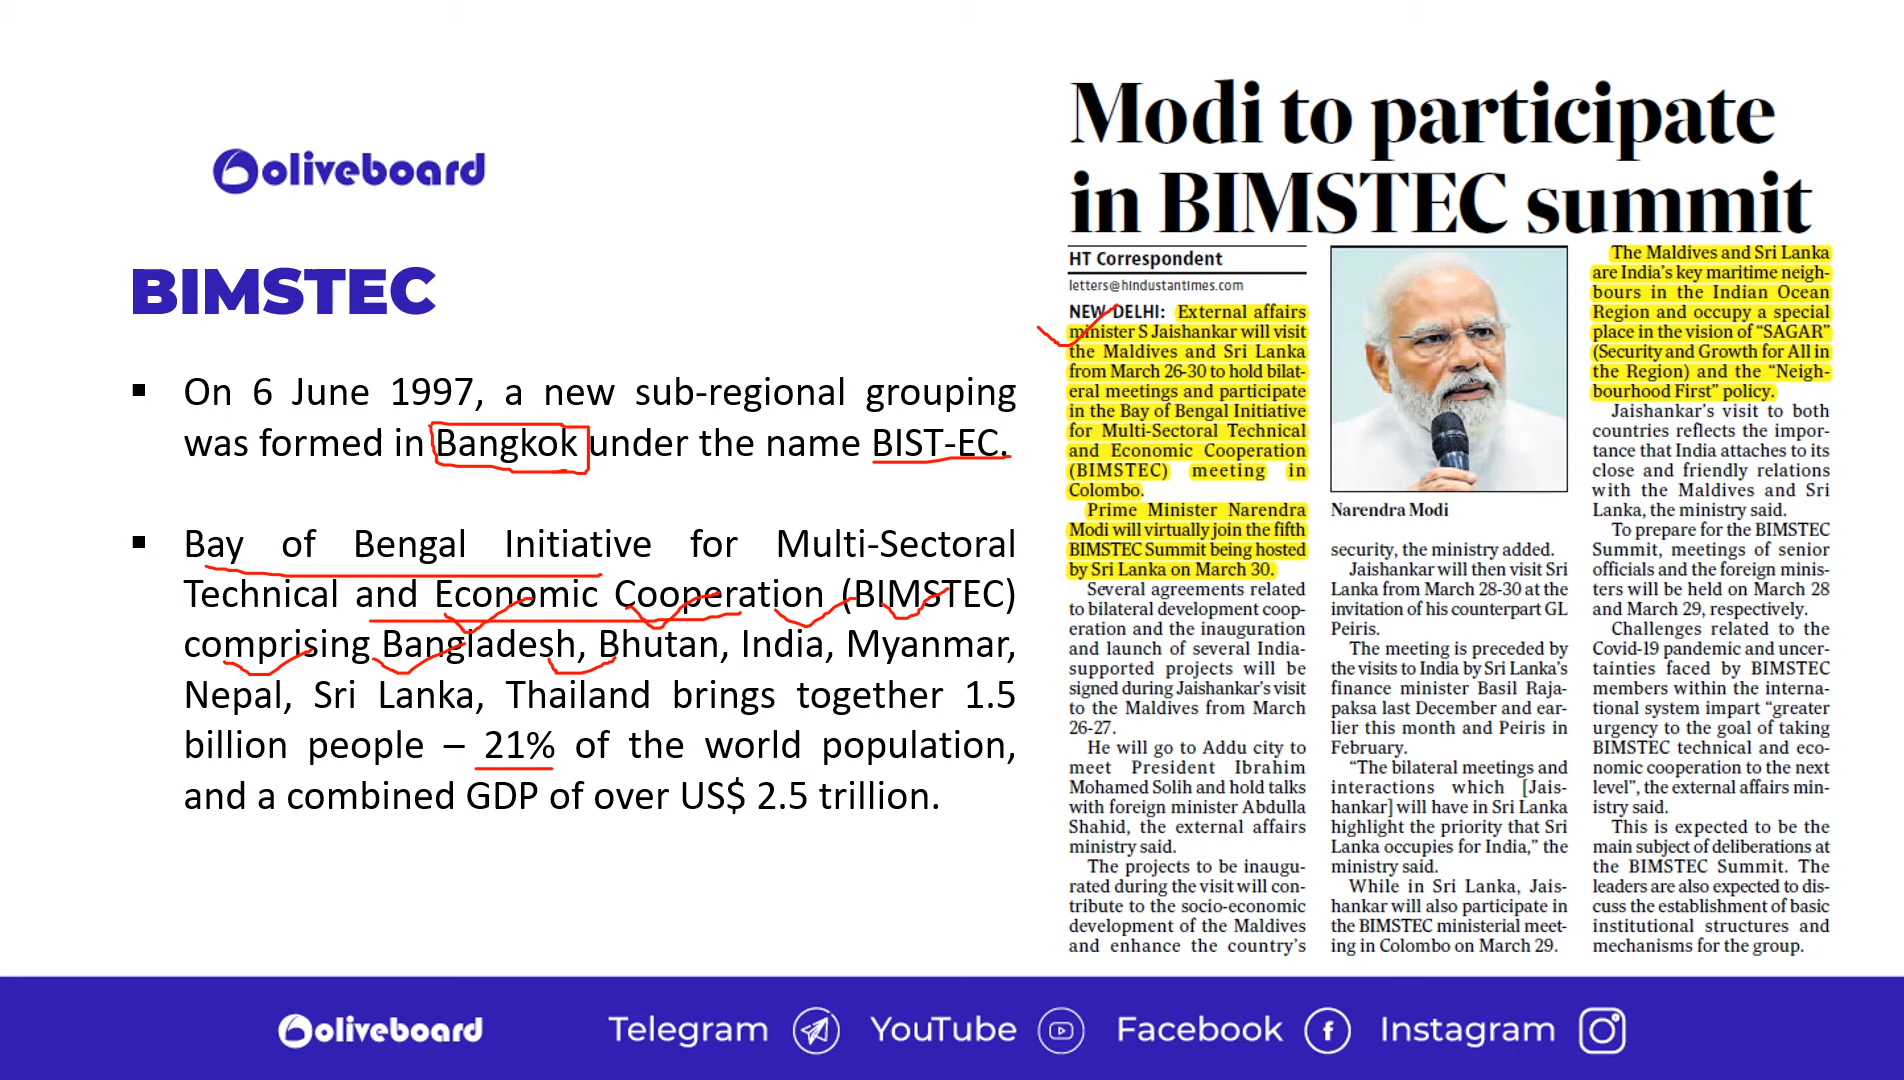 oliveboard
BIMSTEC
▪ On 6 June 1997, a new sub-regional grouping
was formed in Bangkok under the name BIST-EC.
▪ Bay of Bengal Initiative for Multi-Sectoral
Technical and Economic Cooperation (BIMSTEC)
comprising Bangladesh, Bhutan, India, Myanmar,
Nepal, Sri Lanka, Thailand brings together 1.5
billion people – 21% of the world population,
and a combined GDP of over US$ 2.5 trillion.
Modi to participate
in BIMSTEC summit
HT Correspondent
letters@hindustantimes.com
NEW DELHI: External affairs
minister S Jaishankar will visit
the Maldives and Sri Lanka
from March 26-30 to hold bilat-
eral meetings and participate
in the Bay of Bengal Initiative
for Multi-Sectoral Technical
and Economic Cooperation
(BIMSTEC) meeting in
Colombo.
Prime Minister Narendra
Modi will virtually join the fifth
BIMSTEC Summit being hosted
by Sri Lanka on March 30.
Several agreements related
to bilateral development coop-
eration and the inauguration
and launch of several India-
supported projects will be
signed during Jaishankar's visit
to the Maldives from March
26-27.
He will go to Addu city to
meet President Ibrahim
Mohamed Solih and hold talks
with foreign minister Abdulla
Shahid, the external affairs
ministry said.
The projects to be inaugu-
rated during the visit will con-
tribute to the socio-economic
development of the Maldives
and enhance the country's
Narendra Modi
security, the ministry added.
Jaishankar will then visit Sri
Lanka from March 28-30 at the
invitation of his counterpart GL
Peiris.
The meeting is preceded by
the visits to India by Sri Lanka's
finance minister Basil Raja-
paksa last December and ear-
lier this month and Peiris in
February.
"The bilateral meetings and
interactions which [Jais-
hankar] will have in Sri Lanka
highlight the priority that Sri
Lanka occupies for India," the
ministry said.
While in Sri Lanka, Jais-
hankar will also participate in
the BIMSTEC ministerial meet-
ing in Colombo on March 29.
The Maldives and Sri Lanka
are India's key maritime neigh-
bours in the Indian Ocean
Region and occupy a special
place in the vision of "SAGAR"
(Security and Growth for All in
the Region) and the "Neigh-
bourhood First" policy.
Jaishankar's visit to both
countries reflects the impor-
tance that India attaches to its
close and friendly relations
with the Maldives and Sri
Lanka, the ministry said.
To prepare for the BIMSTEC
Summit, meetings of senior
officials and the foreign minis-
ters will be held on March 28
and March 29, respectively.
Challenges related to the
Covid-19 pandemic and uncer-
tainties faced by BIMSTEC
members within the interna-
tional system impart "greater
urgency to the goal of taking
BIMSTEC technical and eco-
nomic cooperation to the next
level", the external affairs min-
istry said.
This is expected to be the
main subject of deliberations at
the BIMSTEC Summit. The
leaders are also expected to dis-
cuss the establishment of basic
institutional structures and
mechanisms for the group.
oliveboard Telegram YouTube Facebook Instagram